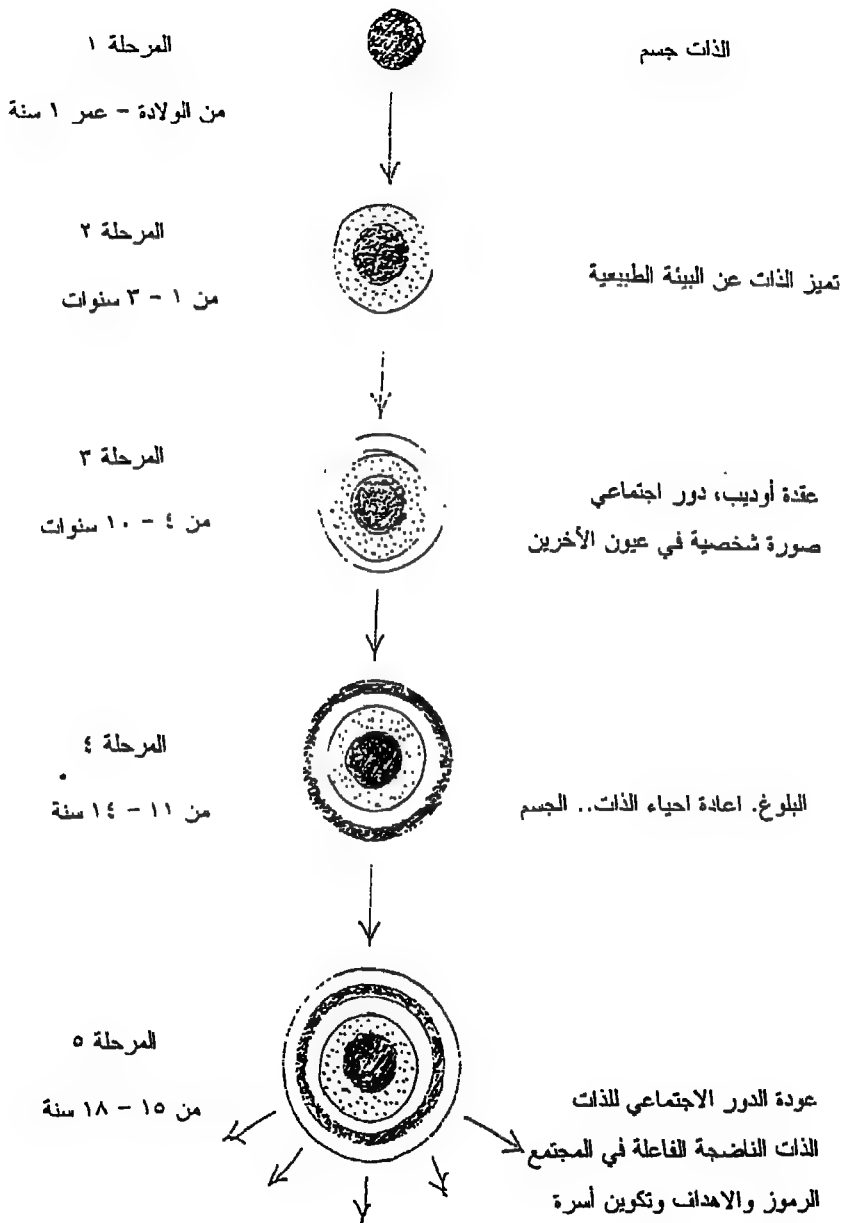 الذات جسم
المرحلة ١
من الولادة - عمر ١ سنة
تميز الذات عن البيئة الطبيعية
المرحلة ٢
من ١ - ٣ سنوات
عقدة أوديب، دور اجتماعي
صورة شخصية في عيون الأخرين
المرحلة ٣
من ٤ - ١٠ سنوات
البلوغ. اعادة احياء الذات.. الجسم
المرحلة ٤
من ١١ - ١٤ سنة
عودة الدور الاجتماعي للذات
الذات الناضجة الفاعلة في المجتمع
الرموز والاهداف وتكوين أسرة
المرحلة ٥
من ١٥ - ١٨ سنة